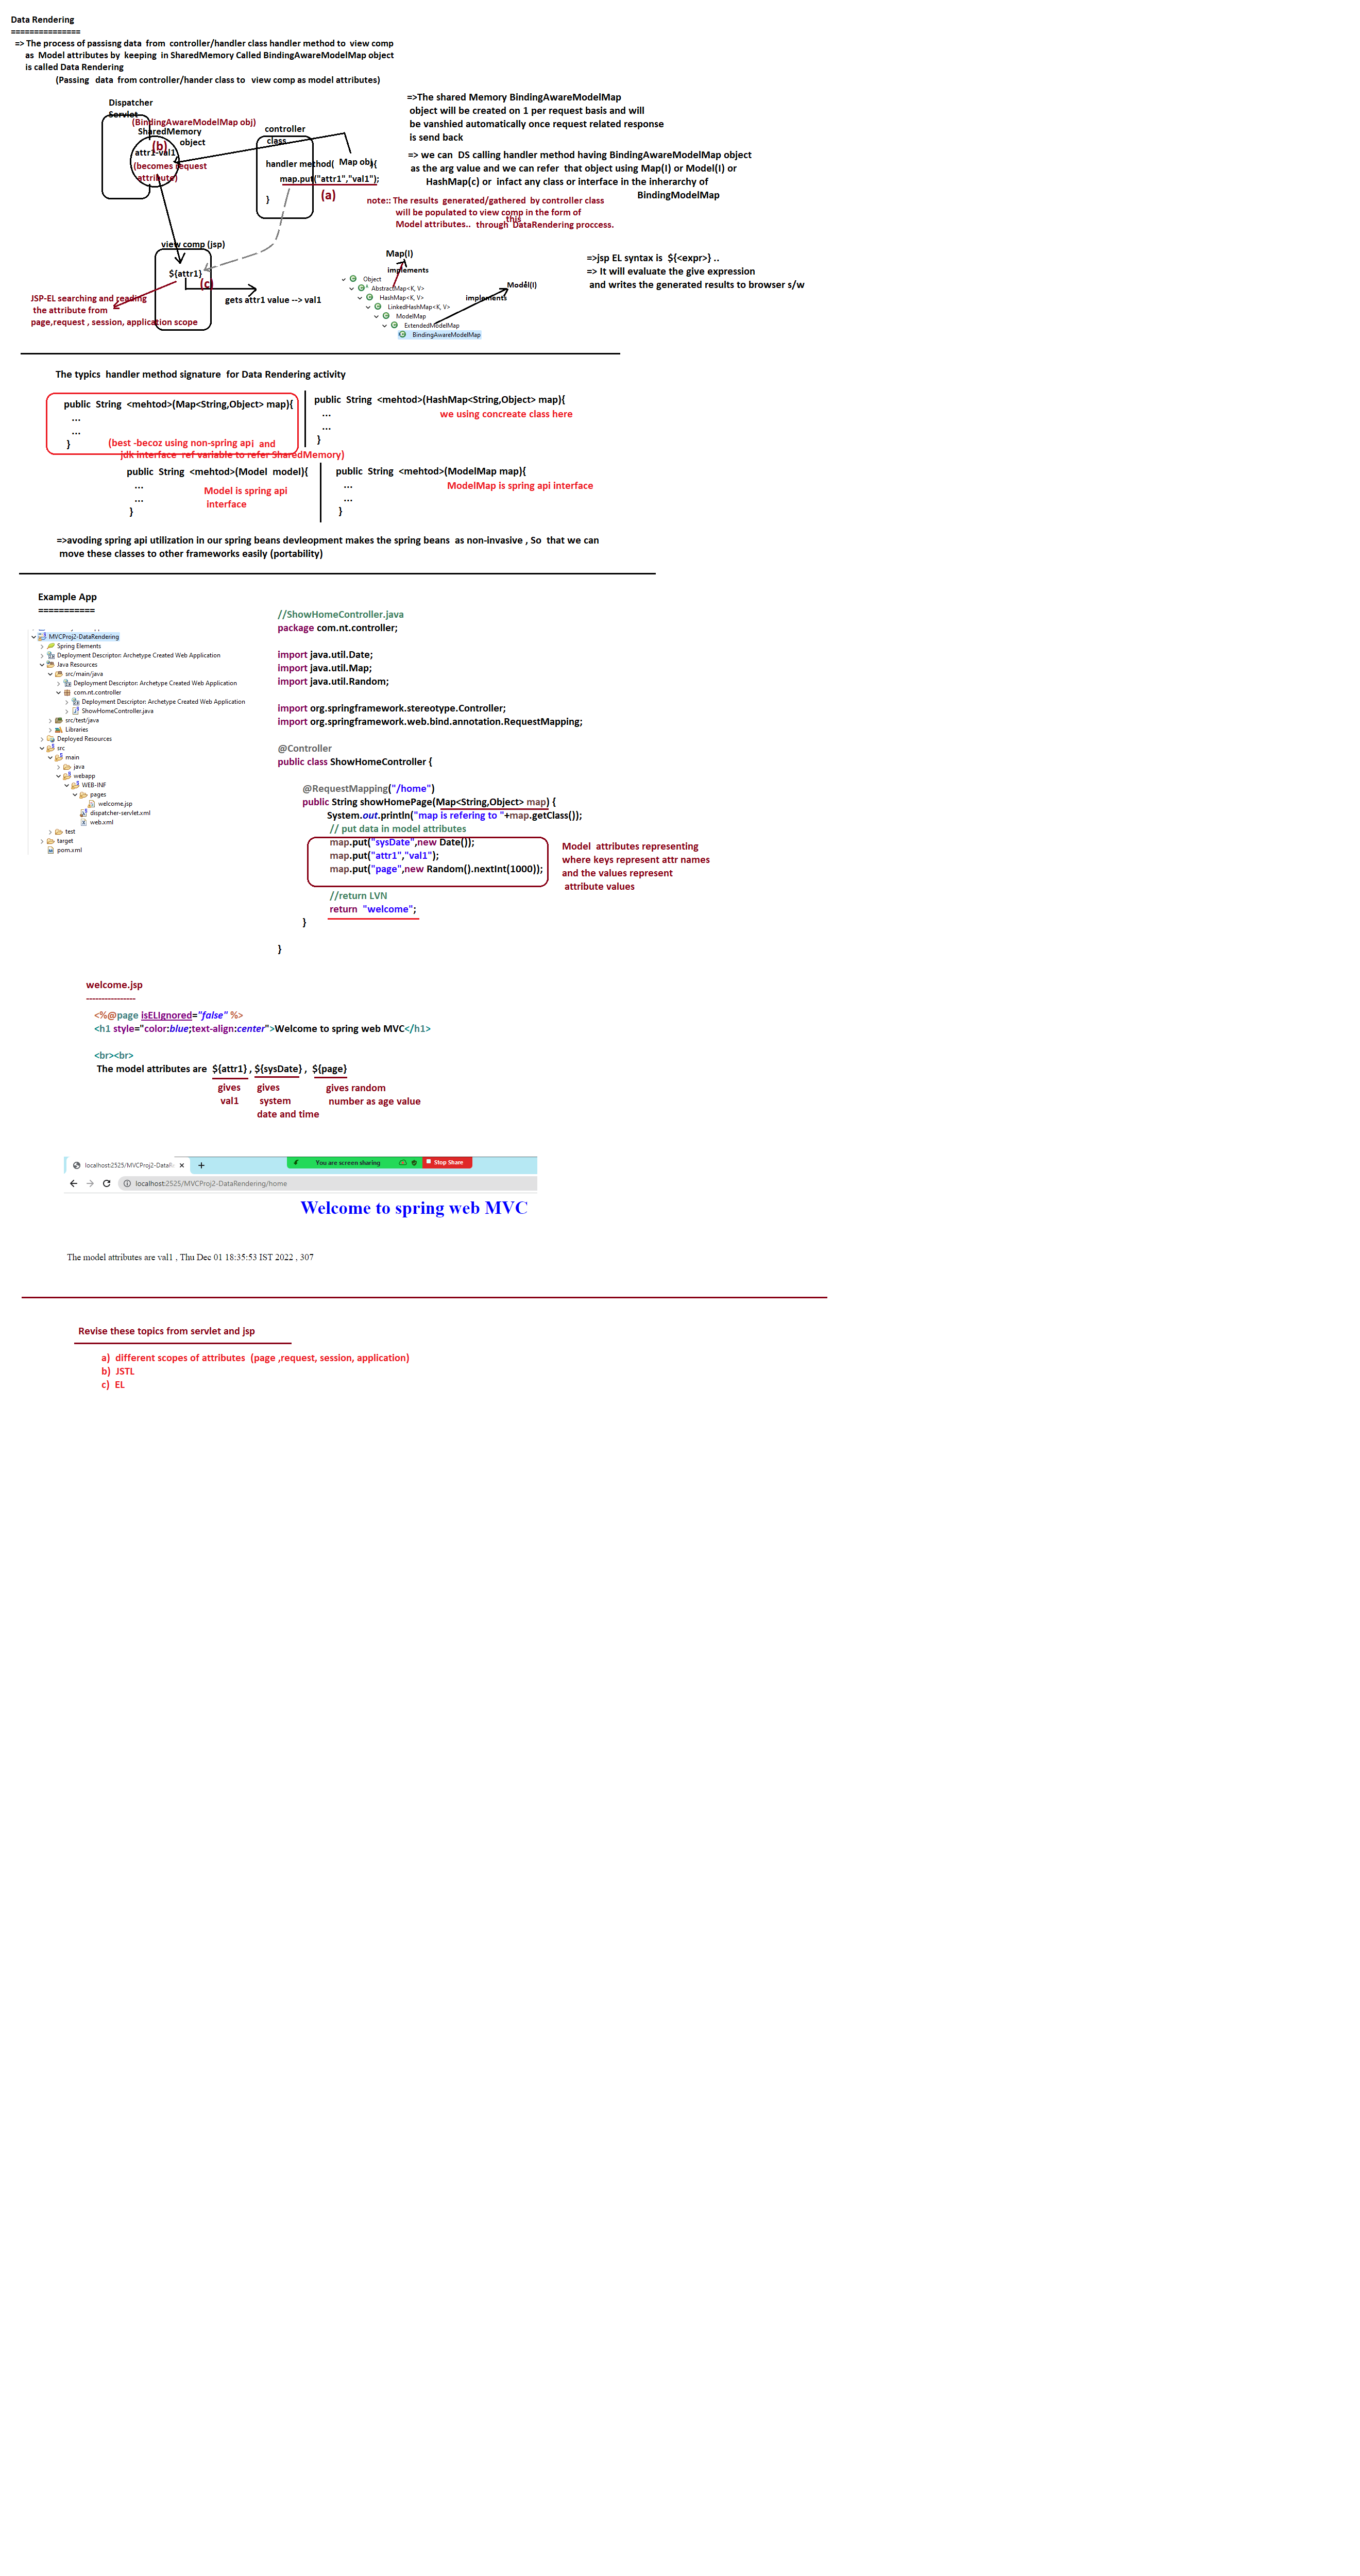 Data Rendering
===============
=> The process of passisng data from controller/handler class handler method to view comp
as Model attributes by keeping in SharedMemory Called BindingAwareModelMap object
is called Data Rendering
(Passing data from controller/hander class to view comp as model attributes)
Dispatcher
Servlet
(BindingAwareModelMap obj)
SharedMemory
object
(b)
attr1-val1
(becomes request
attribute)
controller
class
handler method( Map obj){
map.put("attr1","val1");
}
(a)
=>The shared Memory BindingAwareModelMap
object will be created on 1 per request basis and will
be vanshied automatically once request related response
is send back
=> we can DS calling handler method having BindingAwareModelMap object
as the arg value and we can refer that object using Map(I) or Model(I) or
HashMap(c) or infact any class or interface in the inherarchy of
BindingModelMap
note:: The results generated/gathered by controller class
will be populated to view comp in the form of
this
Model attributes.. through DataRendering proccess.
view comp (jsp)
${attr1}
(c)
gets attr1 value --> val1
JSP-EL searching and reading
the attribute from
page,request , session, application scope
Map(I)
implements
Object
AbstractMap<K, V>
HashMap<K, V>
LinkedHashMap<K, V>
ModelMap
ExtendedModelMap
BindingAwareModelMap
implements
Model(I)
=>jsp EL syntax is ${<expr>} ..
=> It will evaluate the give expression
and writes the generated results to browser s/w
The typics handler method signature for Data Rendering activity
public String <mehtod>(Map<String,Object> map){
...
...
}
(best -becoz using non-spring api and
jdk interface ref variable to refer SharedMemory)
public String <mehtod>(HashMap<String,Object> map){
...
we using concreate class here
...
}
public String <mehtod>(Model model){
...
Model is spring api
interface
...
}
public String <mehtod>(ModelMap map){
...
ModelMap is spring api interface
...
}
=>avoding spring api utilization in our spring beans devleopment makes the spring beans as non-invasive , So that we can
move these classes to other frameworks easily (portability)
Example App
===========
MVCProj2-DataRendering
Spring Elements
Deployment Descriptor: Archetype Created Web Application
Java Resources
src/main/java
Deployment Descriptor: Archetype Created Web Application
com.nt.controller
Deployment Descriptor: Archetype Created Web Application
ShowHomeController.java
src/test/java
Libraries
Deployed Resources
src
main
java
webapp
WEB-INF
pages
welcome.jsp
dispatcher-servlet.xml
web.xml
test
target
pom.xml
//ShowHomeController.java
package com.nt.controller;
import java.util.Date;
import java.util.Map;
import java.util.Random;
import org.springframework.stereotype.Controller;
import org.springframework.web.bind.annotation.RequestMapping;
@Controller
public class ShowHomeController {
@RequestMapping("/home")
public String showHomePage(Map<String,Object> map) {
System.out.println("map is refering to "+map.getClass());
// put data in model attributes
map.put("sysDate",new Date());
map.put("attr1","val1");
map.put("page",new Random().nextInt(1000));
//return LVN
return "welcome";
}
}
Model attributes representing
where keys represent attr names
and the values represent
attribute values
welcome.jsp
----------------
<%@page isELIgnored="false" %>
<h1 style="color:blue;text-align:center">Welcome to spring web MVC</h1>
<br><br>
The model attributes are ${attr1} , ${sysDate} , ${page}
gives
val1
gives
system
date and time
gives random
number as age value
localhost:2525/MVCProj2-DataR
You are screen sharing
Stop Share
localhost:2525/MVCProj2-DataRendering/home
Welcome to spring web MVC
The model attributes are val1 , Thu Dec 01 18:35:53 IST 2022 , 307
Revise these topics from servlet and jsp
a) different scopes of attributes (page ,request, session, application)
b) JSTL
c) EL